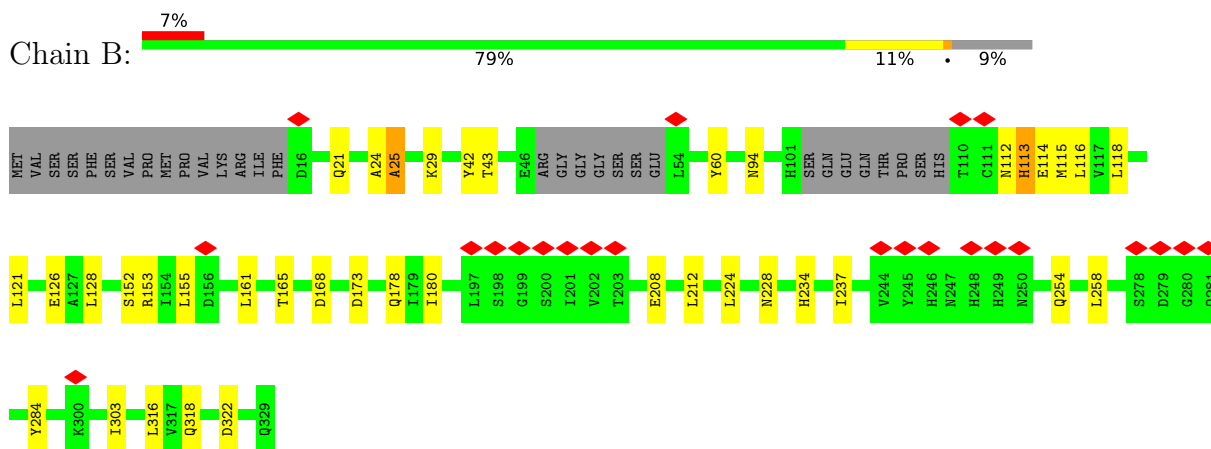 7%
Chain B:
79% 11% • 9%
MET VAL SER SER PHE SER VAL PRO MET PRO VAL LYS ARG ILE PHE D16 Q21 A24 A25 K29 Y42 T43 E46 ARG GLY GLY GLY SER SER GLU L54 Y60 N94 H101 SER GLN GLU GLN THR PRO SER HIS T110 C111 N112 H113 E114 M115 L116 V117 L118
L121 E126 A127 L128 S152 R153 I154 L155 D156 L161 T165 D168 D173 Q178 I179 I180 L197 S198 G199 S200 I201 V202 T203 E208 L212 L224 N228 H234 I237 V244 Y245 H246 N247 H248 H249 N250 Q254 L258 S278 D279 G280
Y284 K300 I303 L316 V317 Q318 D322 Q329